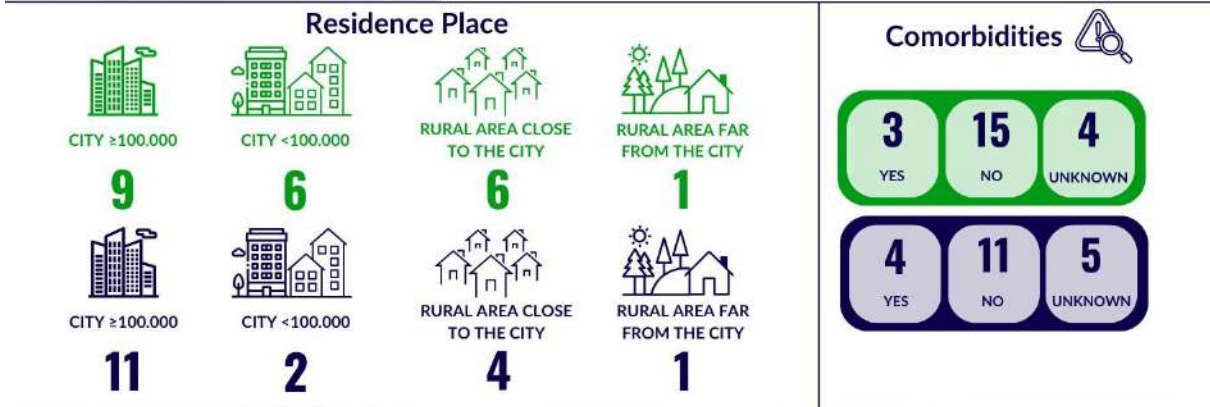 Residence Place
CITY ≥100.000
CITY <100.000
RURAL AREA CLOSE
TO THE CITY
RURAL AREA FAR
FROM THE CITY
9
6
6
1
CITY ≥100.000
CITY <100.000
RURAL AREA CLOSE
TO THE CITY
RURAL AREA FAR
FROM THE CITY
11
2
4
1
Comorbidities
3
15
4
YES
NO
UNKNOWN
4
11
5
YES
NO
UNKNOWN